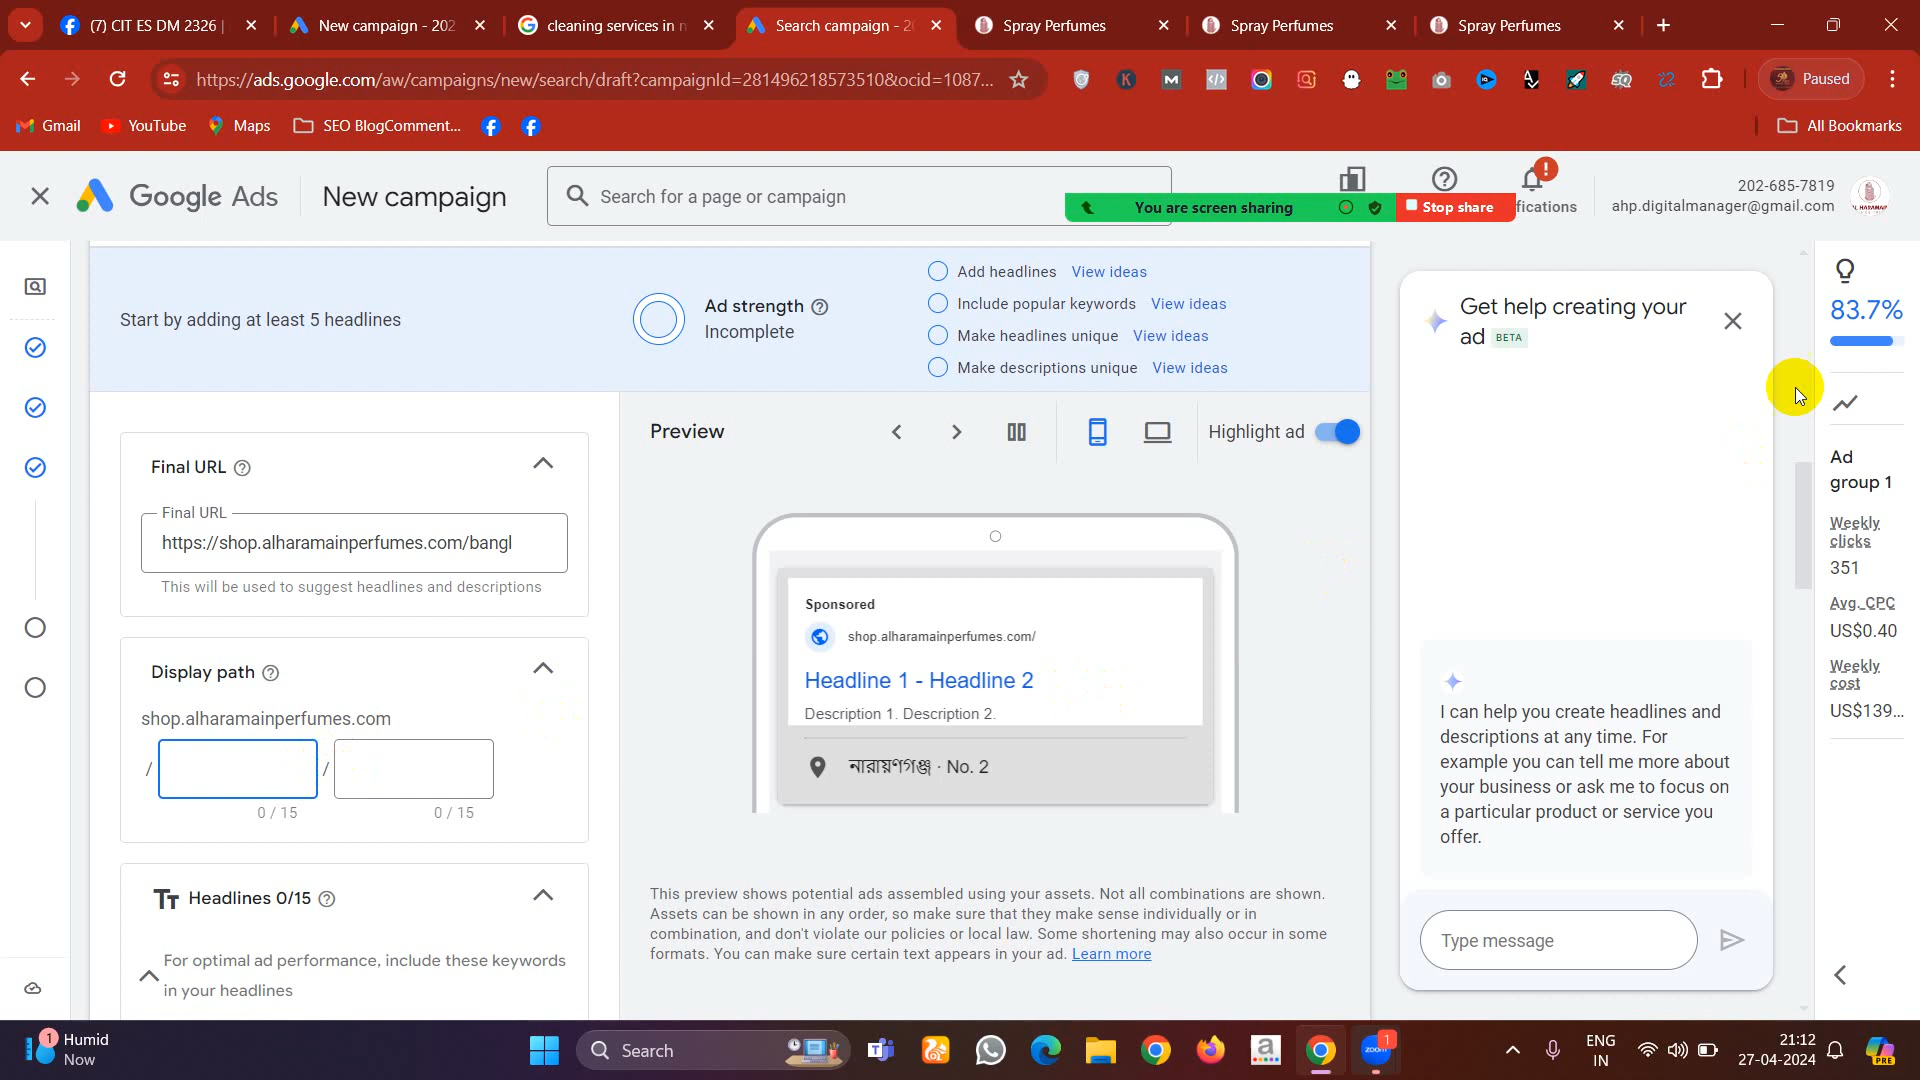 (7) CIT ES DM 2326 |
New campaign - 202
cleaning services in n
Search campaign - 2
Spray Perfumes
Spray Perfumes
Spray Perfumes
https://ads.google.com/aw/campaigns/new/search/draft?campaignId=281496218573510&ocid=1087...
Paused
Gmail
YouTube
Maps
SEO BlogComment...
All Bookmarks
Google Ads
New campaign
Search for a page or campaign
You are screen sharing
Stop share
fications
202-685-7819
ahp.digitalmanager@gmail.com
Start by adding at least 5 headlines
Ad strength
Incomplete
Add headlines View ideas
Include popular keywords View ideas
Make headlines unique View ideas
Make descriptions unique View ideas
Final URL
Final URL
https://shop.alharamainperfumes.com/bangl
This will be used to suggest headlines and descriptions
Display path
shop.alharamainperfumes.com
/ /
0 / 15 0 / 15
Headlines 0/15
For optimal ad performance, include these keywords
in your headlines
Preview
Highlight ad
Sponsored
shop.alharamainperfumes.com/
Headline 1 - Headline 2
Description 1. Description 2.
নারায়ণগঞ্জ · No. 2
This preview shows potential ads assembled using your assets. Not all combinations are shown.
Assets can be shown in any order, so make sure that they make sense individually or in
combination, and don't violate our policies or local law. Some shortening may also occur in some
formats. You can make sure certain text appears in your ad. Learn more
Get help creating your
ad BETA
I can help you create headlines and
descriptions at any time. For
example you can tell me more about
your business or ask me to focus on
a particular product or service you
offer.
Type message
83.7%
Ad
group 1
Weekly
clicks
351
Avg. CPC
US$0.40
Weekly
cost
US$139...
1
Humid
Now
Search
zoom
1
ENG
IN
21:12
27-04-2024
PRE